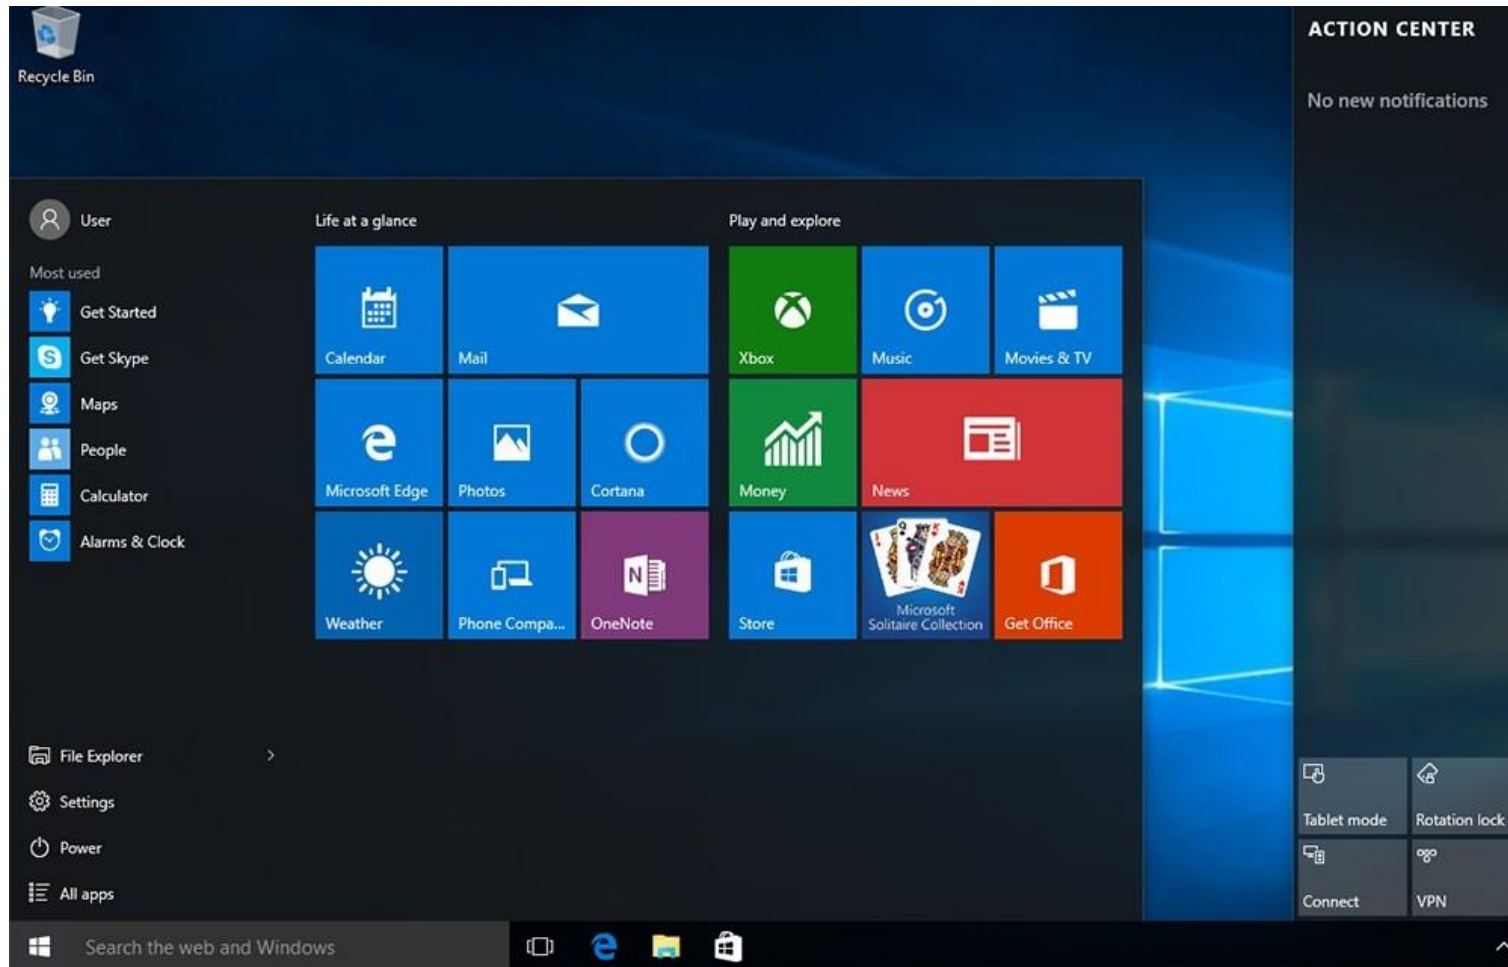 Recycle Bin
ACTION CENTER
No new notifications
User
Most used
Get Started
Get Skype
Maps
People
Calculator
Alarms & Clock
File Explorer
Settings
Power
All apps
Life at a glance
Calendar
Mail
Microsoft Edge
Photos
Cortana
Weather
Phone Compa...
OneNote
Play and explore
Xbox
Music
Movies & TV
Money
News
Store
Microsoft
Solitaire Collection
Get Office
Tablet mode
Rotation lock
Connect
VPN
Search the web and Windows